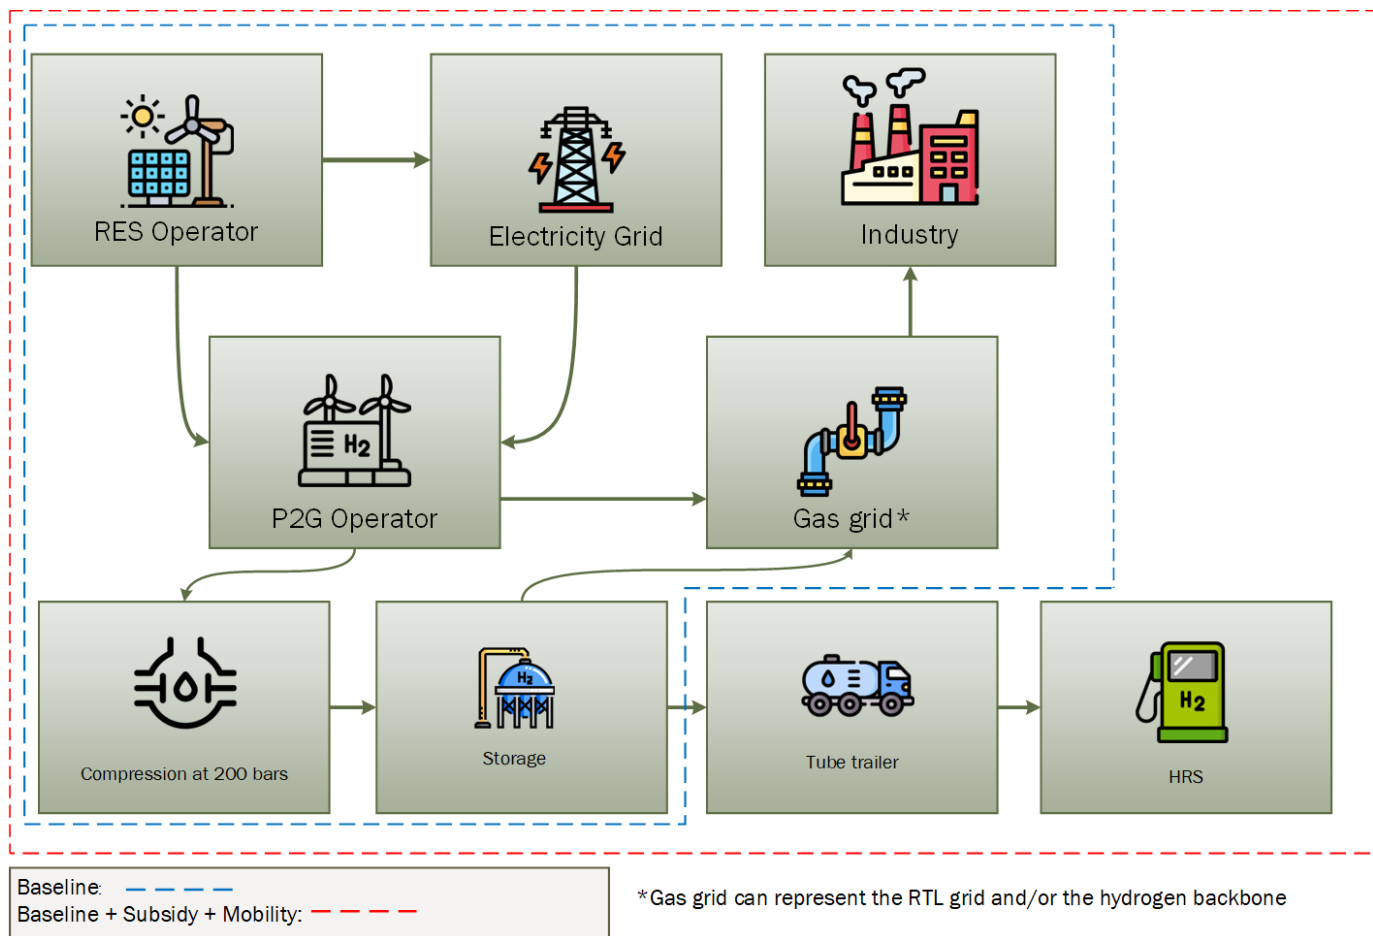 RES Operator
Electricity Grid
Industry
H2
P2G Operator
Gas grid*
Compression at 200 bars
H2
Storage
Tube trailer
H2
HRS
Baseline:
Baseline + Subsidy + Mobility:
*Gas grid can represent the RTL grid and/or the hydrogen backbone